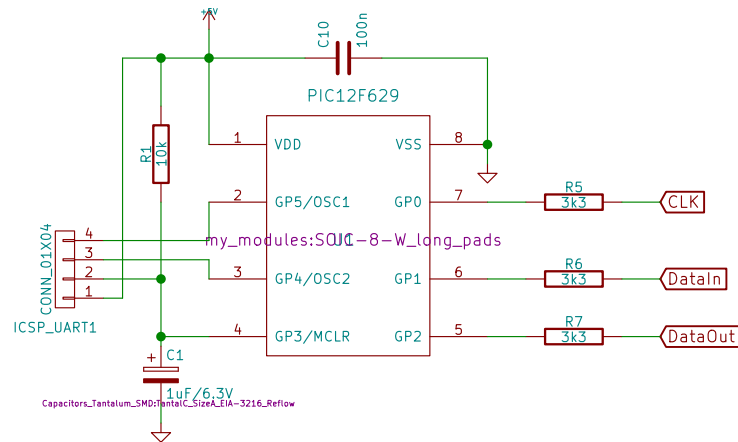 +5V
C10
100n
PIC12F629
1
VDD
VSS
8
R1
10k
2
GP5/OSC1
GP0
7
R5
3k3
CLK
my_modules:SOIC-8-W_long_pads
CONN_01X04
4
3
2
1
3
GP4/OSC2
GP1
6
R6
3k3
DataIn
ICSP_UART1
4
GP3/MCLR
GP2
5
R7
3k3
DataOut
+
C1
1uF/6.3V
Capacitors_Tantalum_SMD:TantalC_SizeA_EIA-3216_Reflow